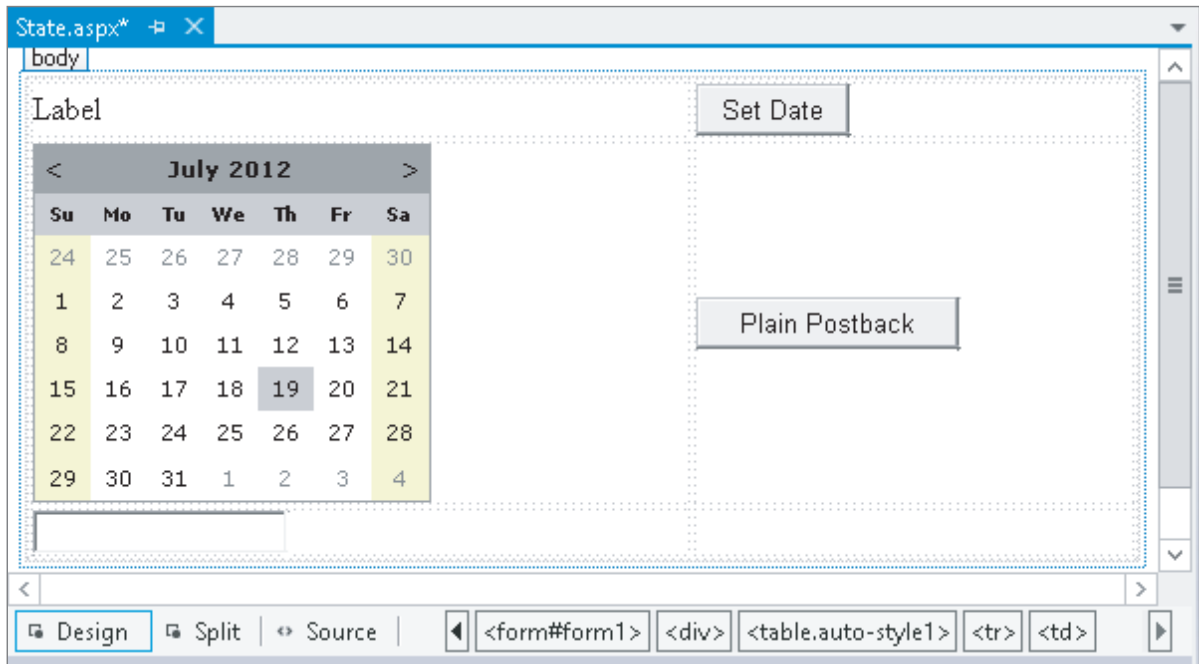 State.aspx*
body
Label Set Date
< July 2012 >
Su Mo Tu We Th Fr Sa
24 25 26 27 28 29 30
1 2 3 4 5 6 7
Plain Postback
8 9 10 11 12 13 14
15 16 17 18 19 20 21
22 23 24 25 26 27 28
29 30 31 1 2 3 4
Design Split Source <form#form1> <div> <table.auto-style1> <tr> <td>